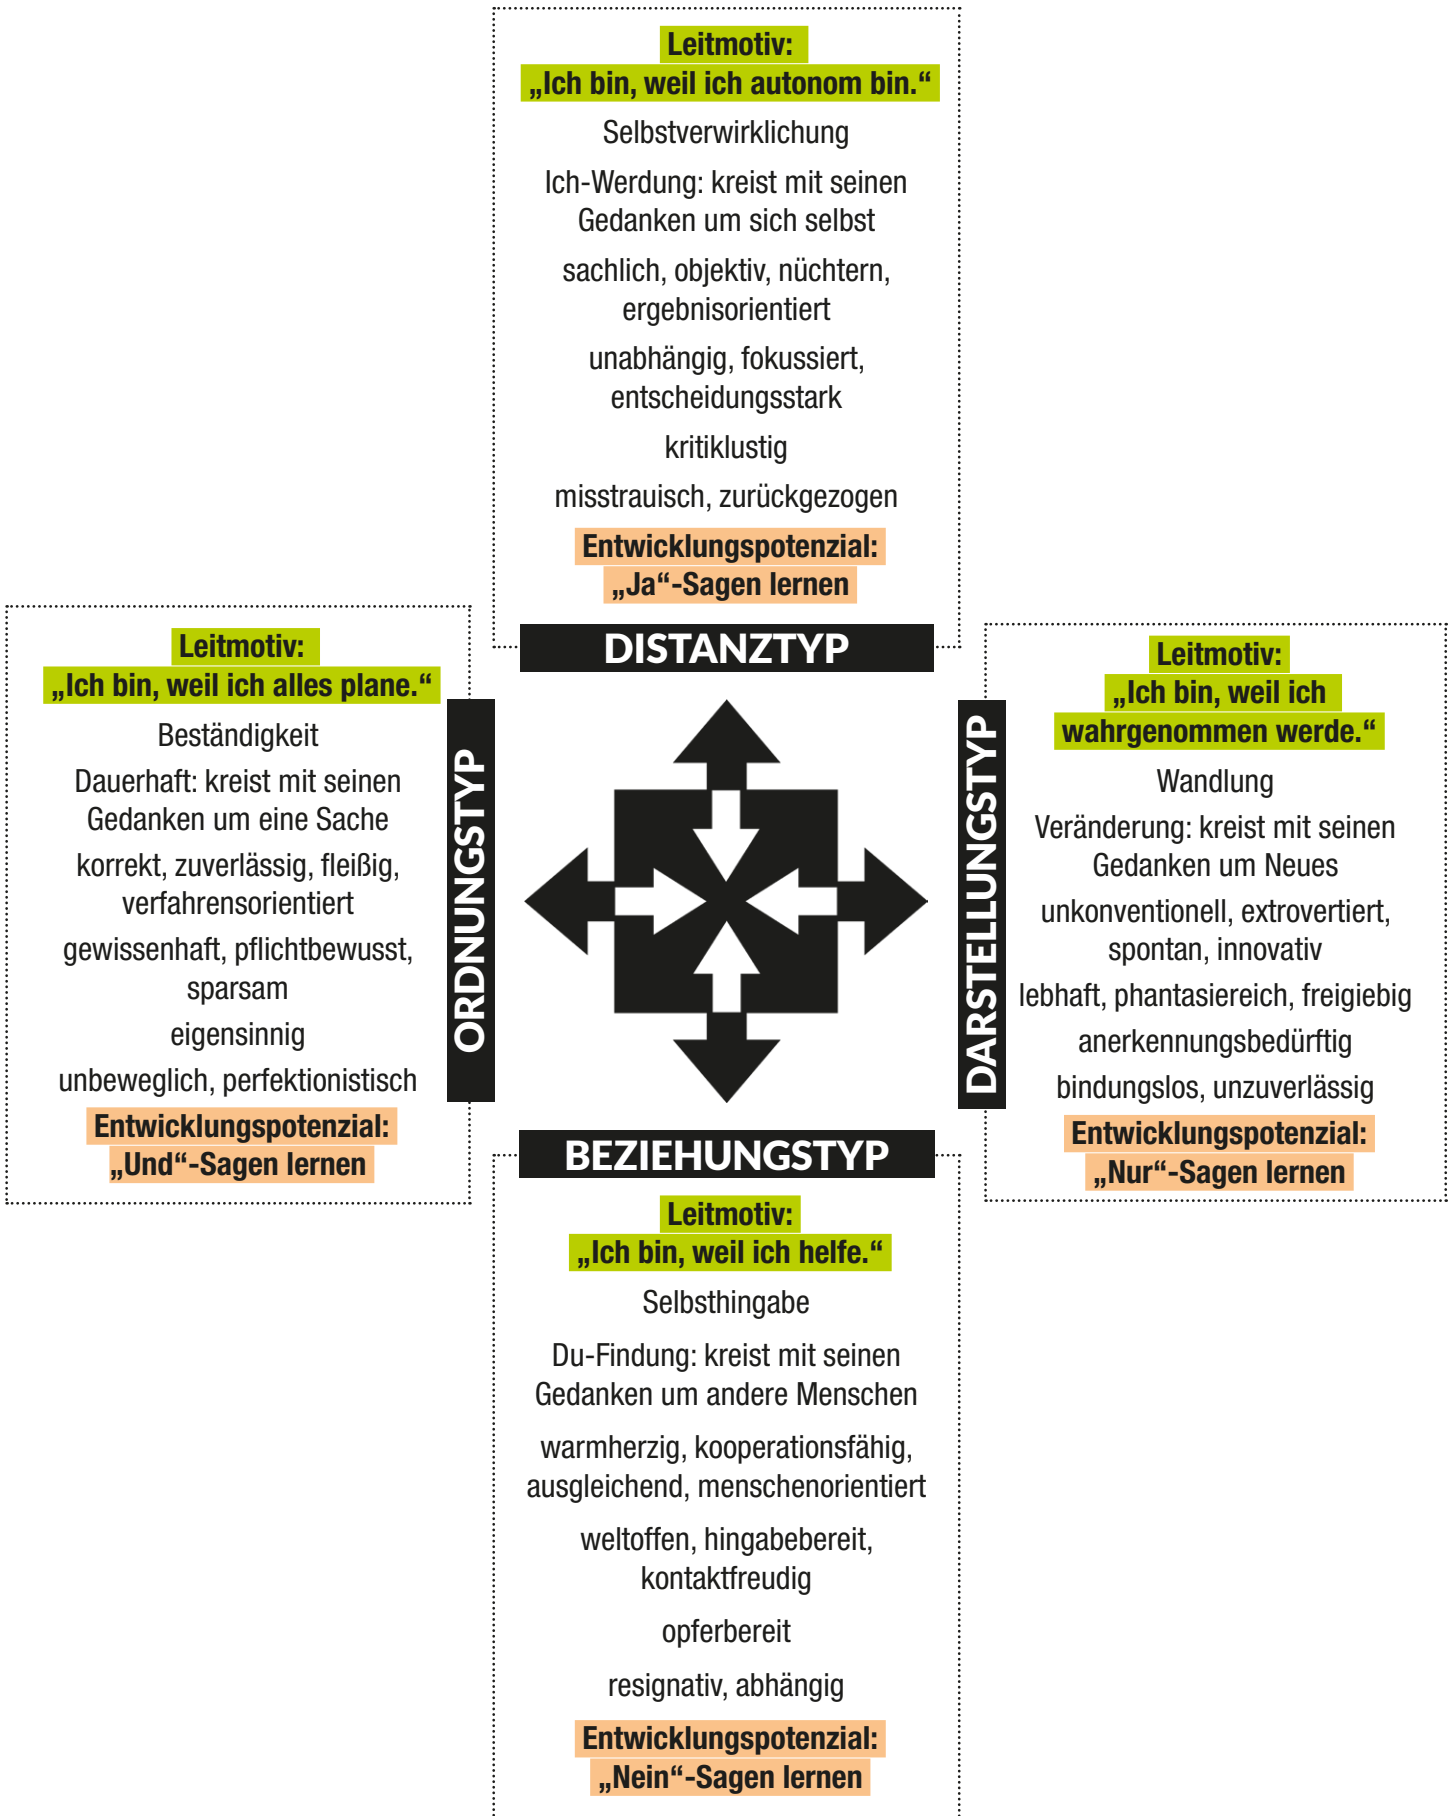 Leitmotiv:
„Ich bin, weil ich autonom bin.“
Selbstverwirklichung
Ich-Werdung: kreist mit seinen
Gedanken um sich selbst
sachlich, objektiv, nüchtern,
ergebnisorientiert
unabhängig, fokussiert,
entscheidungsstark
kritiklustig
misstrauisch, zurückgezogen
Entwicklungspotenzial:
„Ja“-Sagen lernen
DISTANZTYP
Leitmotiv:
„Ich bin, weil ich alles plane.“
Beständigkeit
Dauerhaft: kreist mit seinen
Gedanken um eine Sache
korrekt, zuverlässig, fleißig,
verfahrensorientiert
gewissenhaft, pflichtbewusst,
sparsam
eigensinnig
unbeweglich, perfektionistisch
Entwicklungspotenzial:
„Und“-Sagen lernen
ORDNUNGSTYP
DARSTELLUNGSTYP
Leitmotiv:
„Ich bin, weil ich
wahrgenommen werde.“
Wandlung
Veränderung: kreist mit seinen
Gedanken um Neues
unkonventionell, extrovertiert,
spontan, innovativ
lebhaft, phantasiereich, freigiebig
anerkennungsbedürftig
bindungslos, unzuverlässig
Entwicklungspotenzial:
„Nur“-Sagen lernen
BEZIEHUNGSTYP
Leitmotiv:
„Ich bin, weil ich helfe.“
Selbsthingabe
Du-Findung: kreist mit seinen
Gedanken um andere Menschen
warmherzig, kooperationsfähig,
ausgleichend, menschenorientiert
weltoffen, hingabebereit,
kontaktfreudig
opferbereit
resignativ, abhängig
Entwicklungspotenzial:
„Nein“-Sagen lernen